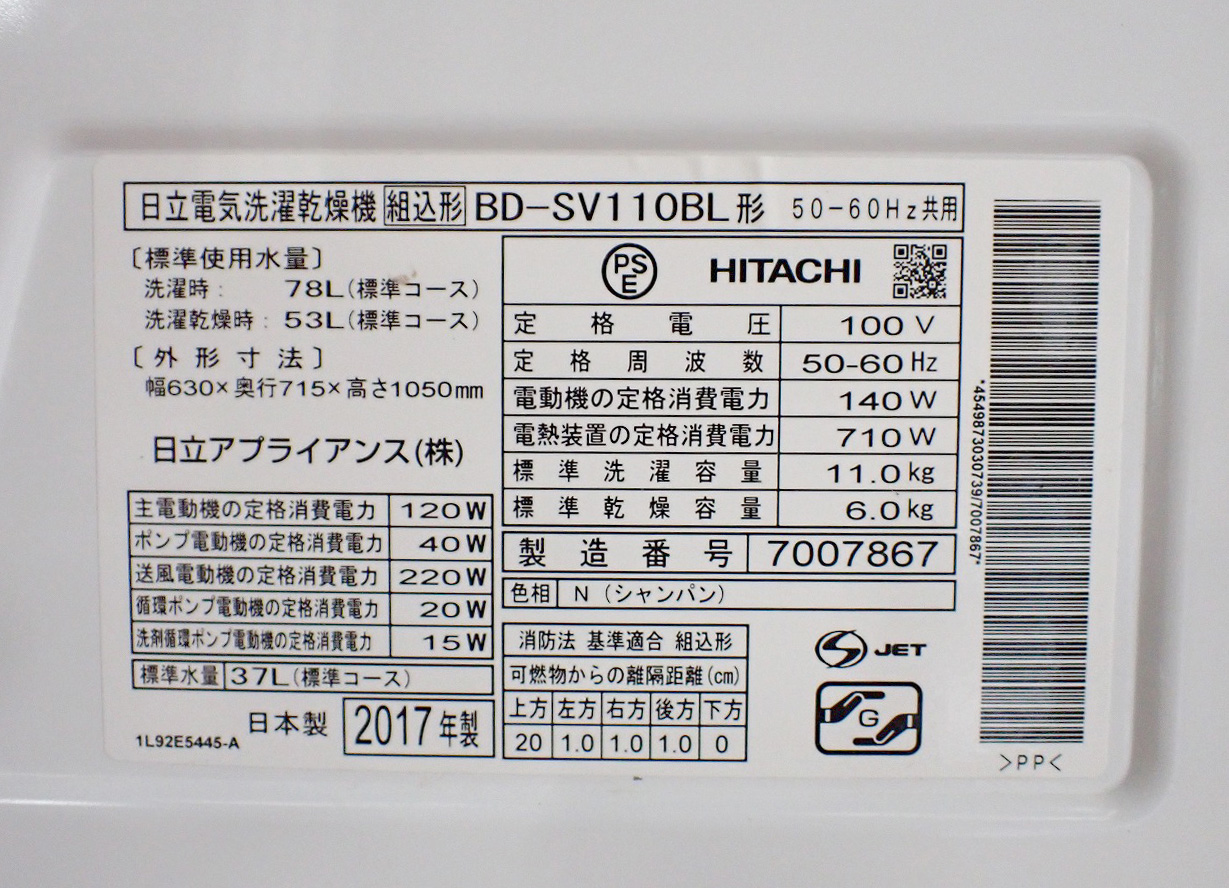 日立電気洗濯乾燥機 組込形 BD-SV110BL形 50-60Hz共用
〔標準使用水量〕
洗濯時： 78L(標準コース)
洗濯乾燥時：53L(標準コース)
〔外形寸法〕
幅630×奥行715×高さ1050mm
日立アプライアンス(株)
主電動機の定格消費電力 120W
ポンプ電動機の定格消費電力 40W
送風電動機の定格消費電力 220W
循環ポンプ電動機の定格消費電力 20W
洗剤循環ポンプ電動機の定格消費電力 15W
標準水量 37L(標準コース)
日本製 2017年製
1L92E5445-A
PSE HITACHI
定格電圧 100V
定格周波数 50-60Hz
電動機の定格消費電力 140W
電熱装置の定格消費電力 710W
標準洗濯容量 11.0kg
標準乾燥容量 6.0kg
製造番号 7007867
色相 N（シャンパン）
消防法 基準適合 組込形
可燃物からの離隔距離(cm)
上方 左方 右方 後方 下方
20 1.0 1.0 1.0 0
S JET
G
*4549873030739/7007867*
>PP<